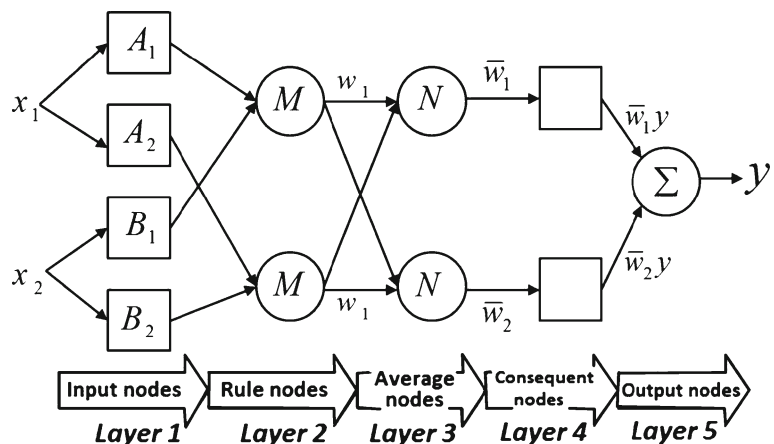 A₁
x₁
A₂
B₁
x₂
B₂
M
M
w₁
w₁
N
N
w̅₁
w̅₂
w̅₁y
w̅₂y
Σ
y
Input nodes
Rule nodes
Average
nodes
Consequent
nodes
Output nodes
Layer 1
Layer 2
Layer 3
Layer 4
Layer 5